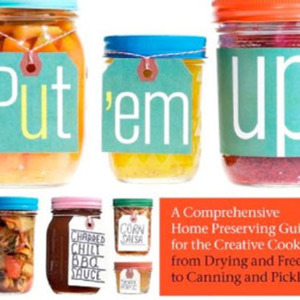 Put 'em up
CHARRED
CHILI
BBQ
SAUCE
CORN
SALSA
A Comprehensive
Home Preserving Gui
for the Creative Cook
from Drying and Free
to Canning and Pickl